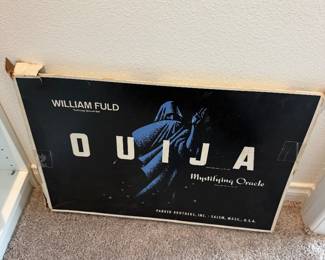 WILLIAM FULD
OUIJA
Mystifying Oracle
PARKER BROTHERS, INC. · SALEM, MASS., U.S.A.